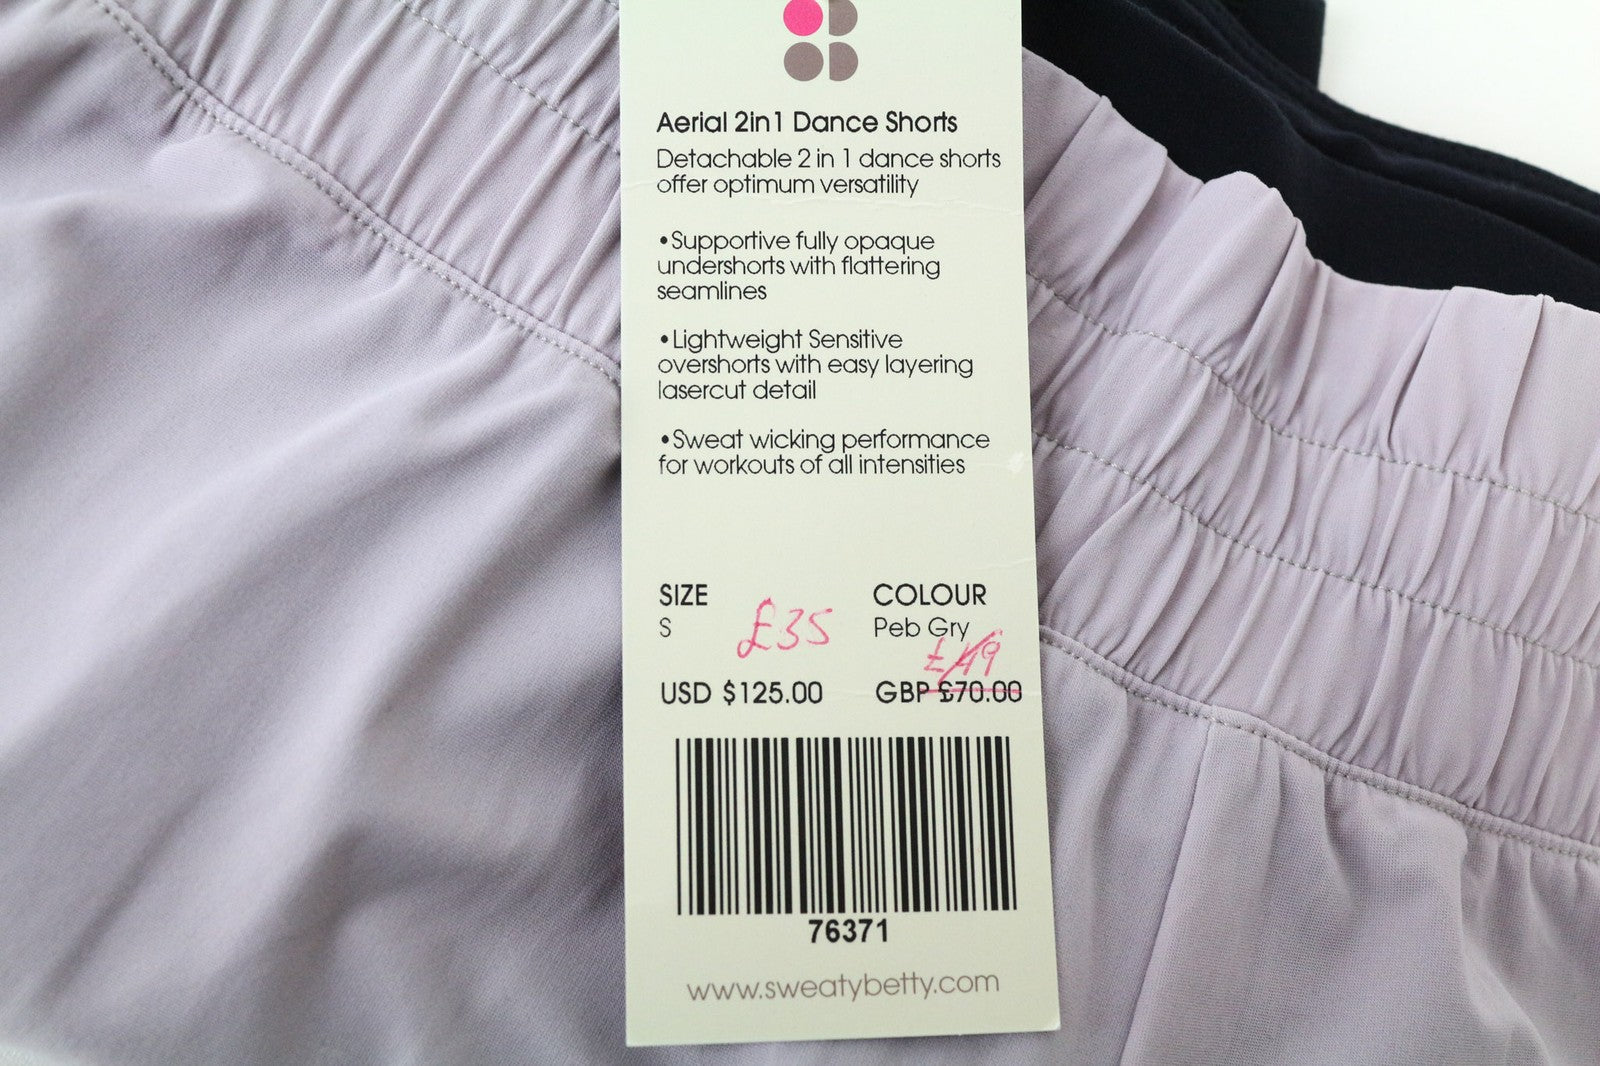 Aerial 2in1 Dance Shorts
Detachable 2 in 1 dance shorts
offer optimum versatility
•Supportive fully opaque
undershorts with flattering
seamlines
•Lightweight Sensitive
overshorts with easy layering
lasercut detail
•Sweat wicking performance
for workouts of all intensities
SIZE COLOUR
S £35 Peb Gry
£49
USD $125.00 GBP £70.00
76371
www.sweatybetty.com